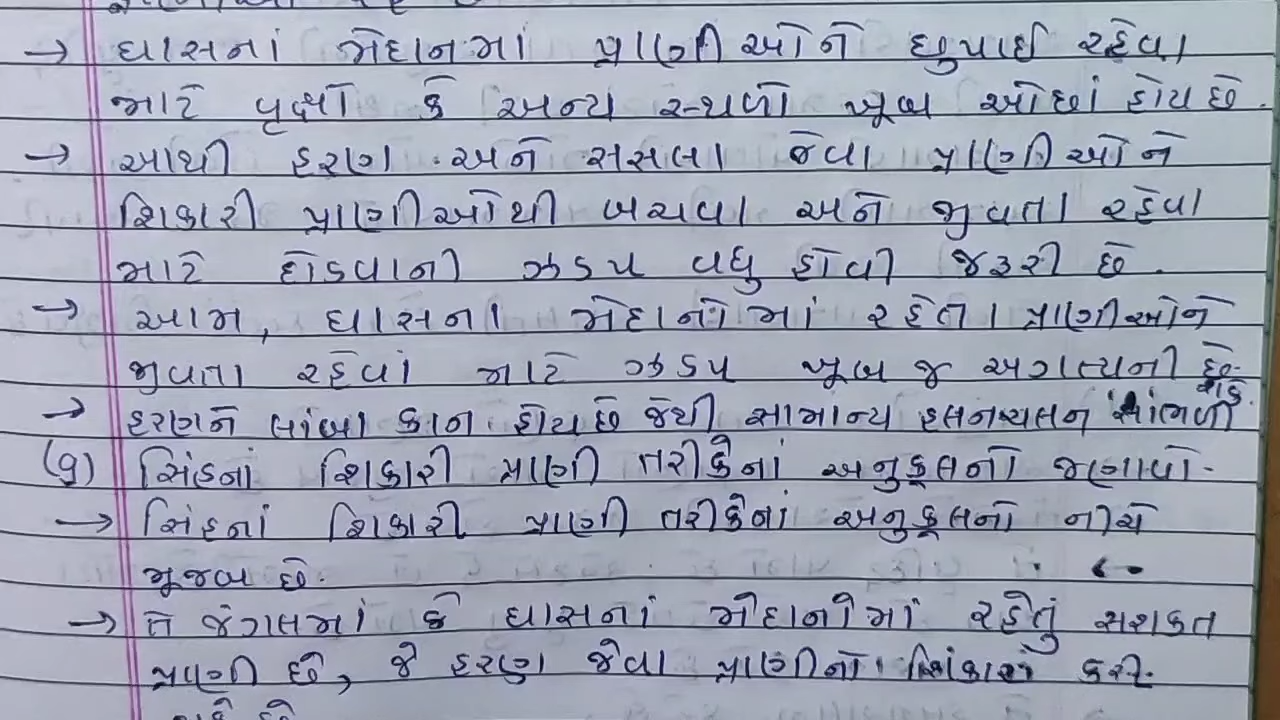 → ઘાસનાં મેદાનમાં પ્રાણીઓને છુપાઈ રહેવા
માટે વૃક્ષો કે અન્ય સ્થળો ખૂબ ઓછાં હોય છે.
→ આથી હરણ અને સસલા જેવા પ્રાણીઓને
શિકારી પ્રાણીઓથી બચવા અને જીવતા રહેવા
માટે દોડવાની ઝડપ વધુ હોવી જરૂરી છે.
→ આમ, ઘાસના મેદાનોમાં રહેતા પ્રાણીઓને
જીવતા રહેવાં માટે ઝડપ ખૂબ જ અગત્યની છે.
→ હરણને લાંબા કાન હોય છે જેથી સામાન્ય હલનચલન સાંભળી શકે.
(9) સિંહનાં શિકારી પ્રાણી તરીકેનાં અનુકૂલનો જણાવો.
→ સિંહનાં શિકારી પ્રાણી તરીકેનાં અનુકૂલનો નીચે
મૂજબ છે.
→ તે જંગલમાં કે ઘાસનાં મેદાનોમાં રહેતું સશકત
પ્રાણી છે, જે હરણ જેવા પ્રાણીનો શિકાર કરી